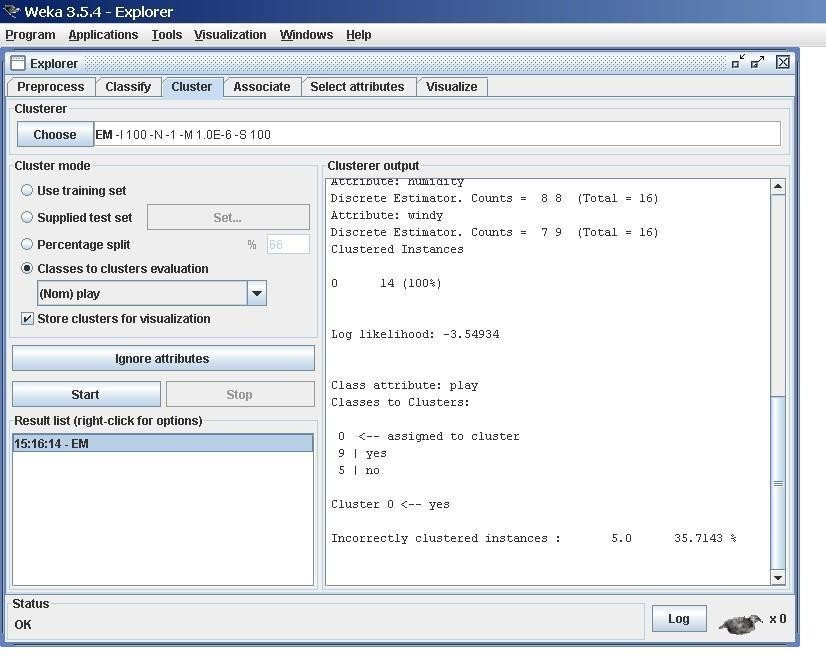 Weka 3.5.4 - Explorer
Program Applications Tools Visualization Windows Help
Explorer
Preprocess Classify Cluster Associate Select attributes Visualize
Clusterer
Choose EM -I 100 -N -1 -M 1.0E-6 -S 100
Cluster mode
Use training set
Supplied test set Set...
Percentage split % 66
Classes to clusters evaluation
(Nom) play
Store clusters for visualization
Ignore attributes
Start Stop
Result list (right-click for options)
15:16:14 - EM
Clusterer output
Attribute: humidity
Discrete Estimator. Counts = 8 8 (Total = 16)
Attribute: windy
Discrete Estimator. Counts = 7 9 (Total = 16)
Clustered Instances
0 14 (100%)
Log likelihood: -3.54934
Class attribute: play
Classes to Clusters:
0 <-- assigned to cluster
9 | yes
5 | no
Cluster 0 <-- yes
Incorrectly clustered instances : 5.0 35.7143 %
Status
OK
Log x 0